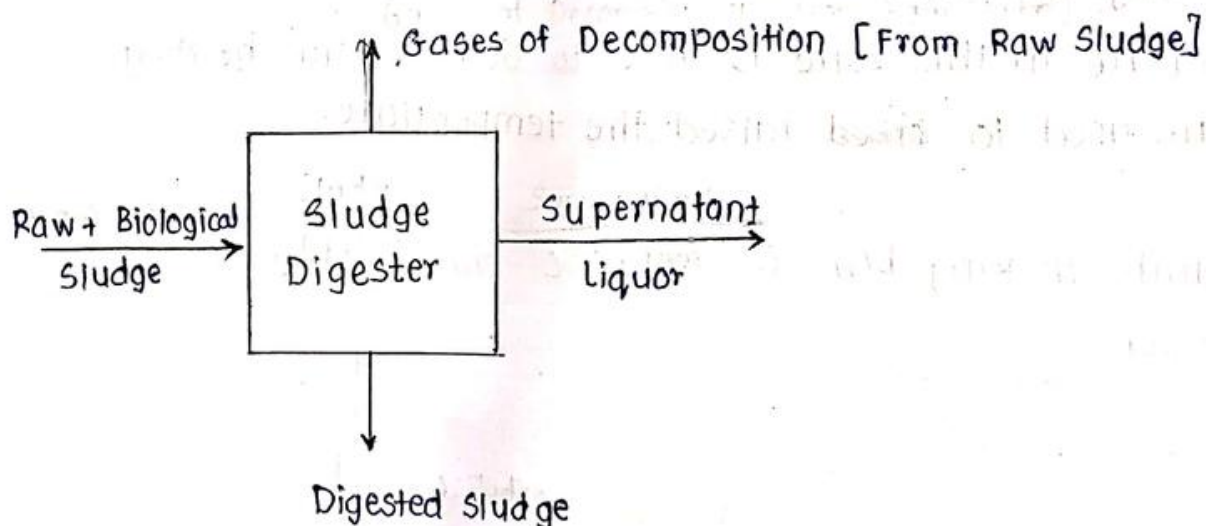 Gases of Decomposition [From Raw Sludge]
Raw + Biological
Sludge
Sludge
Digester
Supernatant
Liquor
Digested Sludge